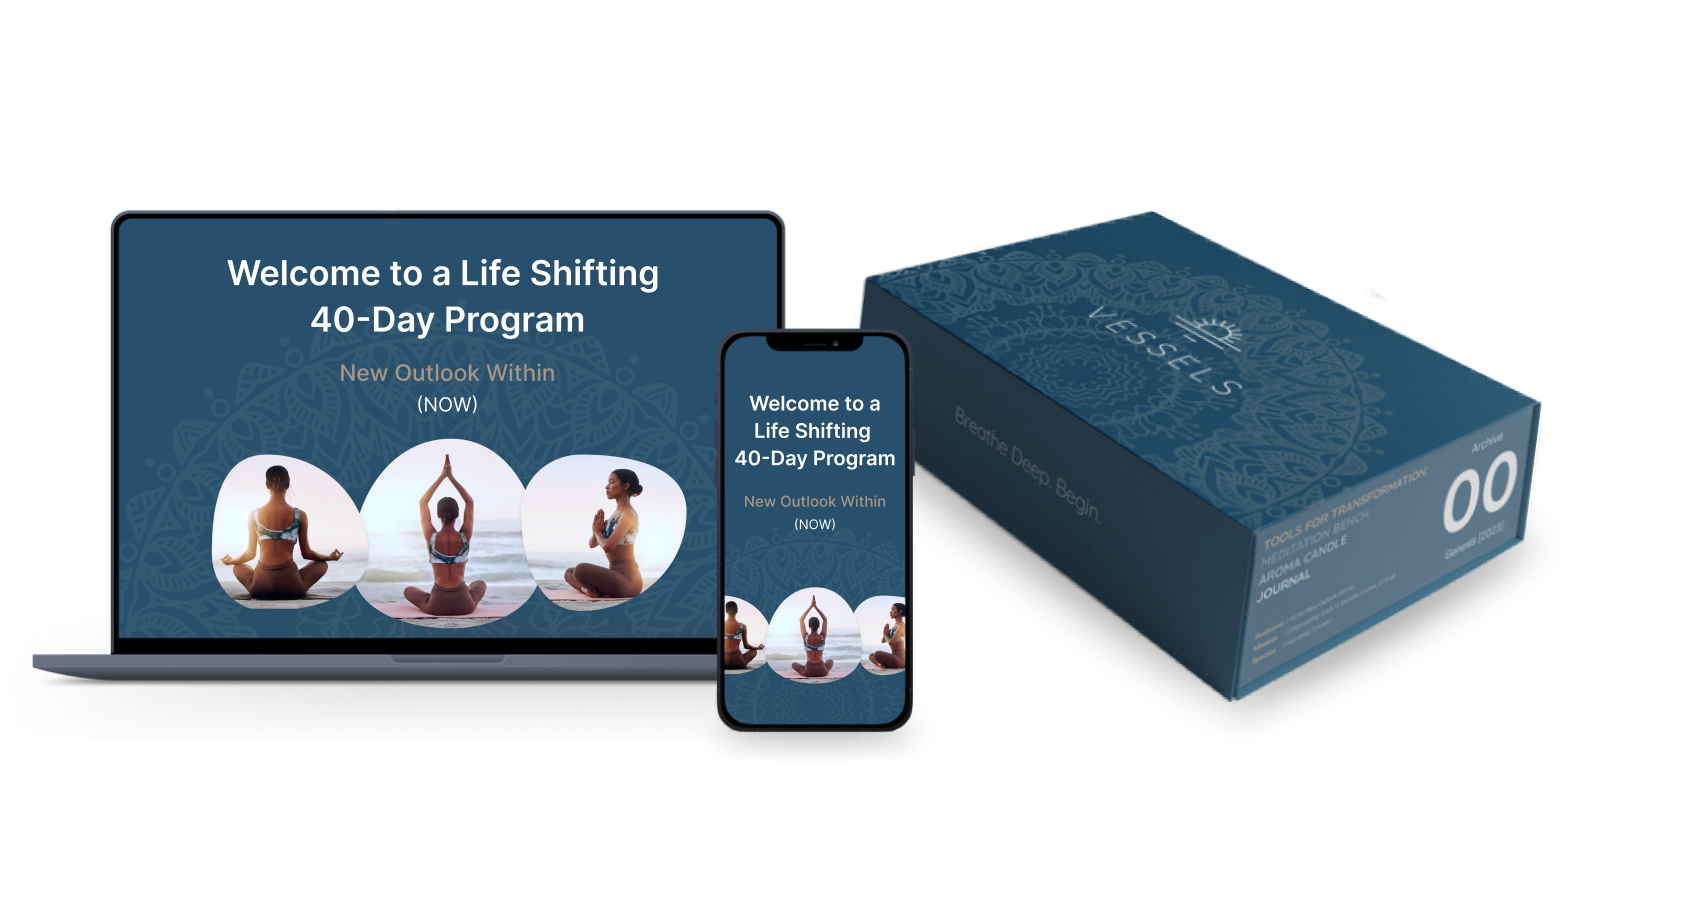 Welcome to a Life Shifting
40-Day Program
New Outlook Within
(NOW)
Welcome to a
Life Shifting
40-Day Program
New Outlook Within
(NOW)
VESSELS
Breathe Deep. Begin.
Archive
00
Genesis [2023]
TOOLS FOR TRANSFORMATION:
MEDITATION BENCH
AROMA CANDLE
JOURNAL